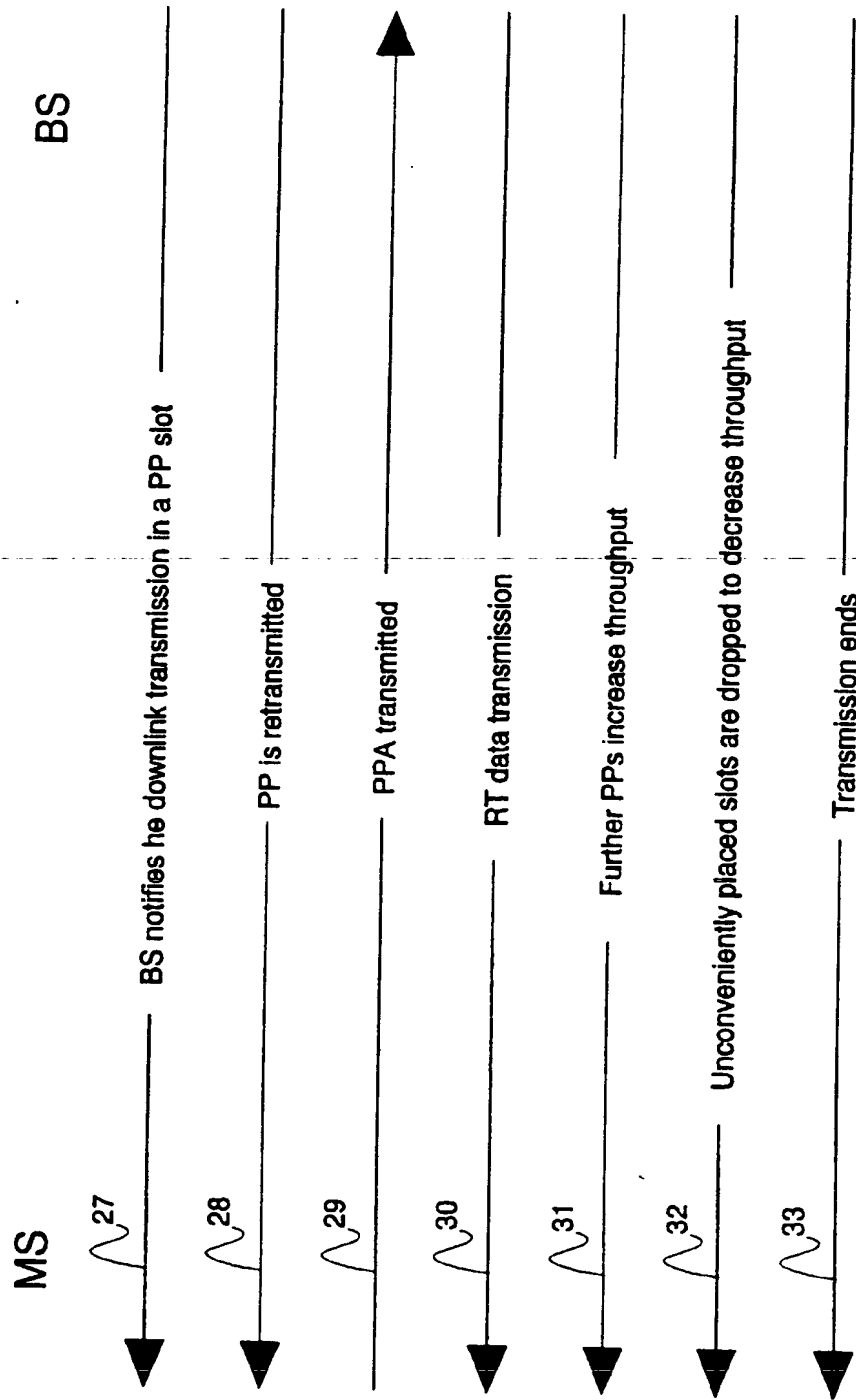 MS
BS
27
BS notifies he downlink transmission in a PP slot
28
PP is retransmitted
29
PPA transmitted
30
RT data transmission
31
Further PPs increase throughput
32
Unconveniently placed slots are dropped to decrease throughput
33
Transmission ends